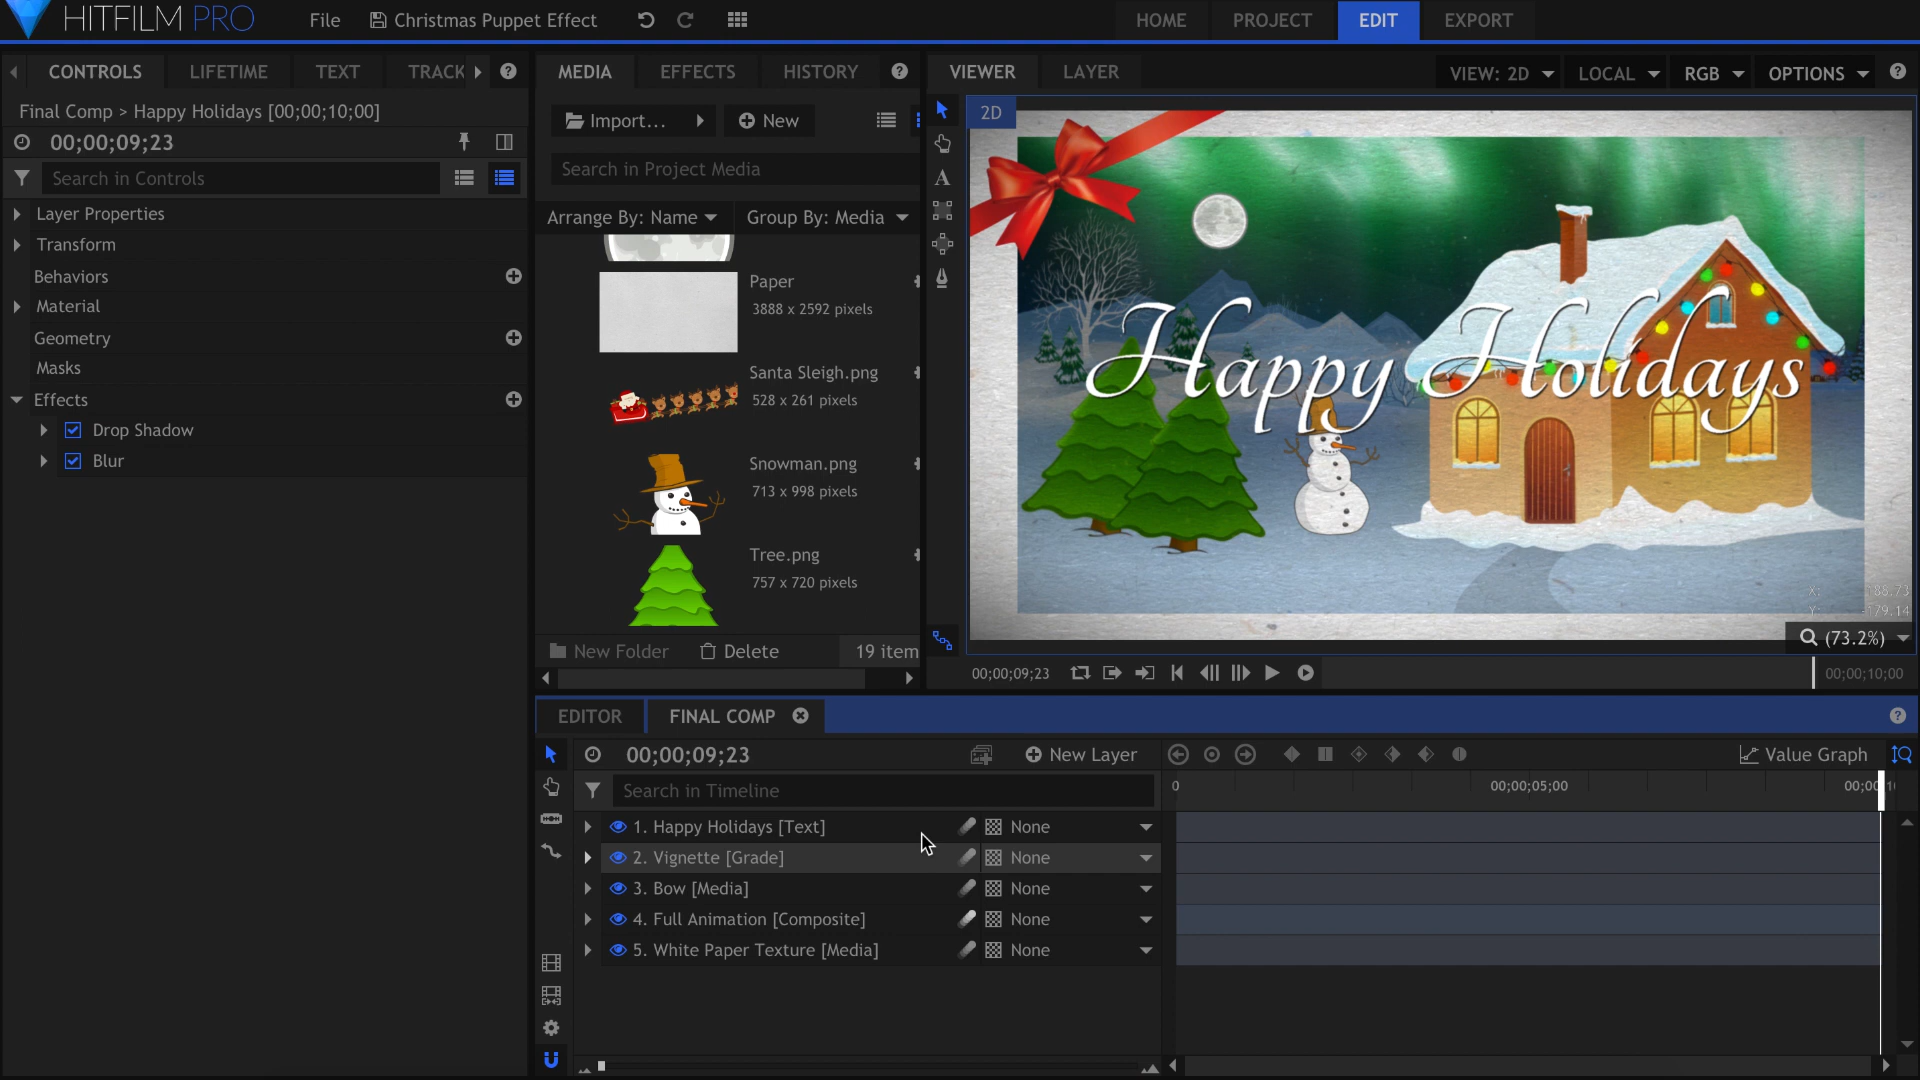 HITFILM PRO
File
Christmas Puppet Effect
HOME
PROJECT
EDIT
EXPORT
CONTROLS
LIFETIME
TEXT
TRACK
Final Comp > Happy Holidays [00;00;10;00]
00;00;09;23
Search in Controls
Layer Properties
Transform
Behaviors
Material
Geometry
Masks
Effects
Drop Shadow
Blur
MEDIA
EFFECTS
HISTORY
Import...
New
Search in Project Media
Arrange By: Name
Group By: Media
Paper
3888 x 2592 pixels
Santa Sleigh.png
528 x 261 pixels
Snowman.png
713 x 998 pixels
Tree.png
757 x 720 pixels
New Folder
Delete
19 item
VIEWER
LAYER
VIEW: 2D
LOCAL
RGB
OPTIONS
2D
Happy Holidays
X:
Y: -179.14
(73.2%)
00;00;09;23
00;00;10;00
EDITOR
FINAL COMP
00;00;09;23
New Layer
Value Graph
Search in Timeline
0
00;00;05;00
1. Happy Holidays [Text] None
2. Vignette [Grade] None
3. Bow [Media] None
4. Full Animation [Composite] None
5. White Paper Texture [Media] None